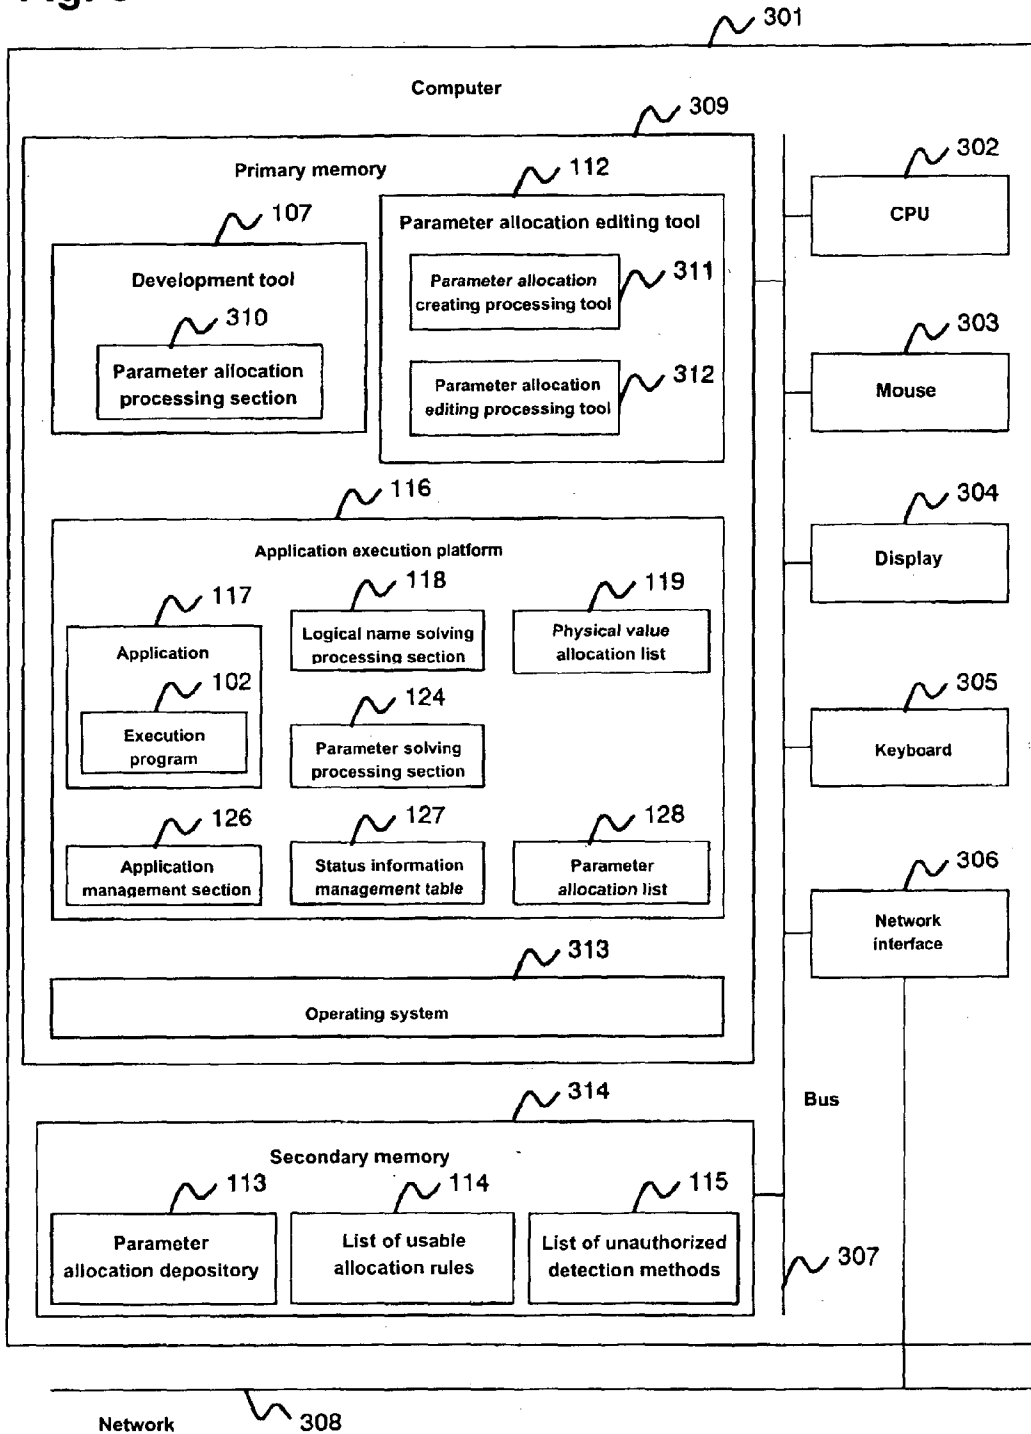 301
Computer
309
Primary memory
107
Development tool
310
Parameter allocation
processing section
112
Parameter allocation editing tool
Parameter allocation
creating processing tool
311
Parameter allocation
editing processing tool
312
116
Application execution platform
117
Application
102
Execution
program
118
Logical name solving
processing section
119
Physical value
allocation list
124
Parameter solving
processing section
126
Application
management section
127
Status information
management table
128
Parameter
allocation list
313
Operating system
314
Secondary memory
113
Parameter
allocation depository
114
List of usable
allocation rules
115
List of unauthorized
detection methods
302
CPU
303
Mouse
304
Display
305
Keyboard
306
Network
interface
Bus
307
Network
308